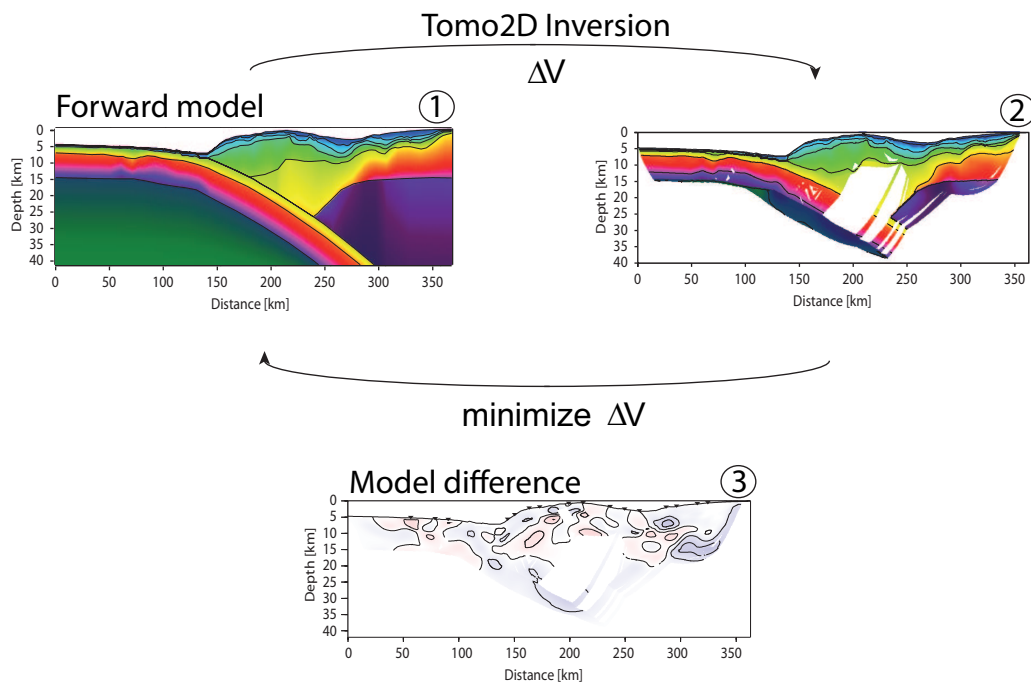 Tomo2D Inversion
ΔV
Forward model
1
0
5
10
15
20
25
30
35
40
Depth [km]
0 50 100 150 200 250 300 350
Distance [km]
2
0
5
10
15
20
25
30
35
40
Depth [km]
0 50 100 150 200 250 300 350
Distance [km]
minimize ΔV
Model difference
3
0
5
10
15
20
25
30
35
40
Depth [km]
0 50 100 150 200 250 300 350
Distance [km]